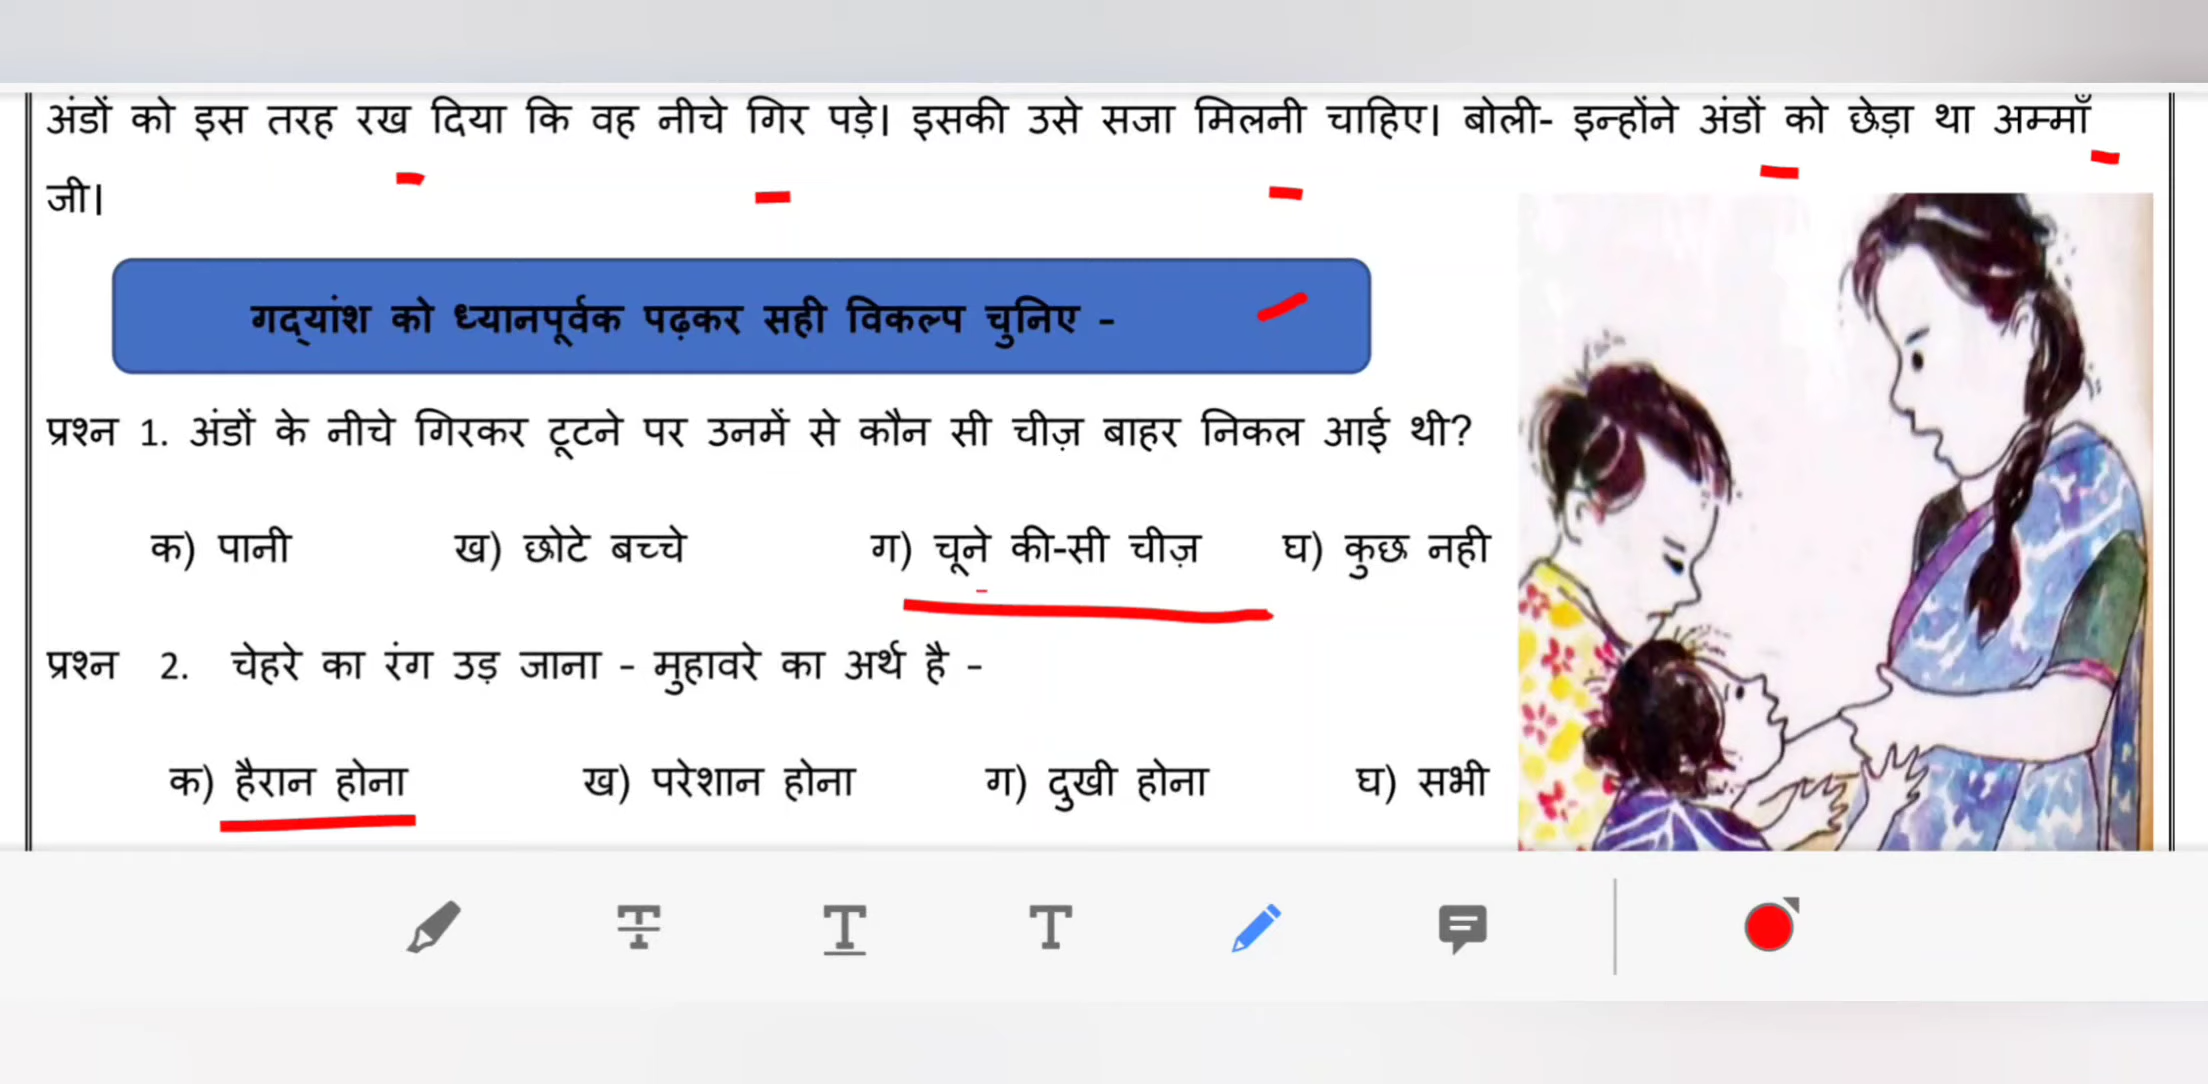 अंडों को इस तरह रख दिया कि वह नीचे गिर पड़े। इसकी उसे सजा मिलनी चाहिए। बोली- इन्होंने अंडों को छेड़ा था अम्माँ
जी।
गद्यांश को ध्यानपूर्वक पढ़कर सही विकल्प चुनिए -
प्रश्न 1. अंडों के नीचे गिरकर टूटने पर उनमें से कौन सी चीज़ बाहर निकल आई थी?
क) पानी ख) छोटे बच्चे ग) चूने की-सी चीज़ घ) कुछ नही
प्रश्न 2. चेहरे का रंग उड़ जाना - मुहावरे का अर्थ है -
क) हैरान होना ख) परेशान होना ग) दुखी होना घ) सभी